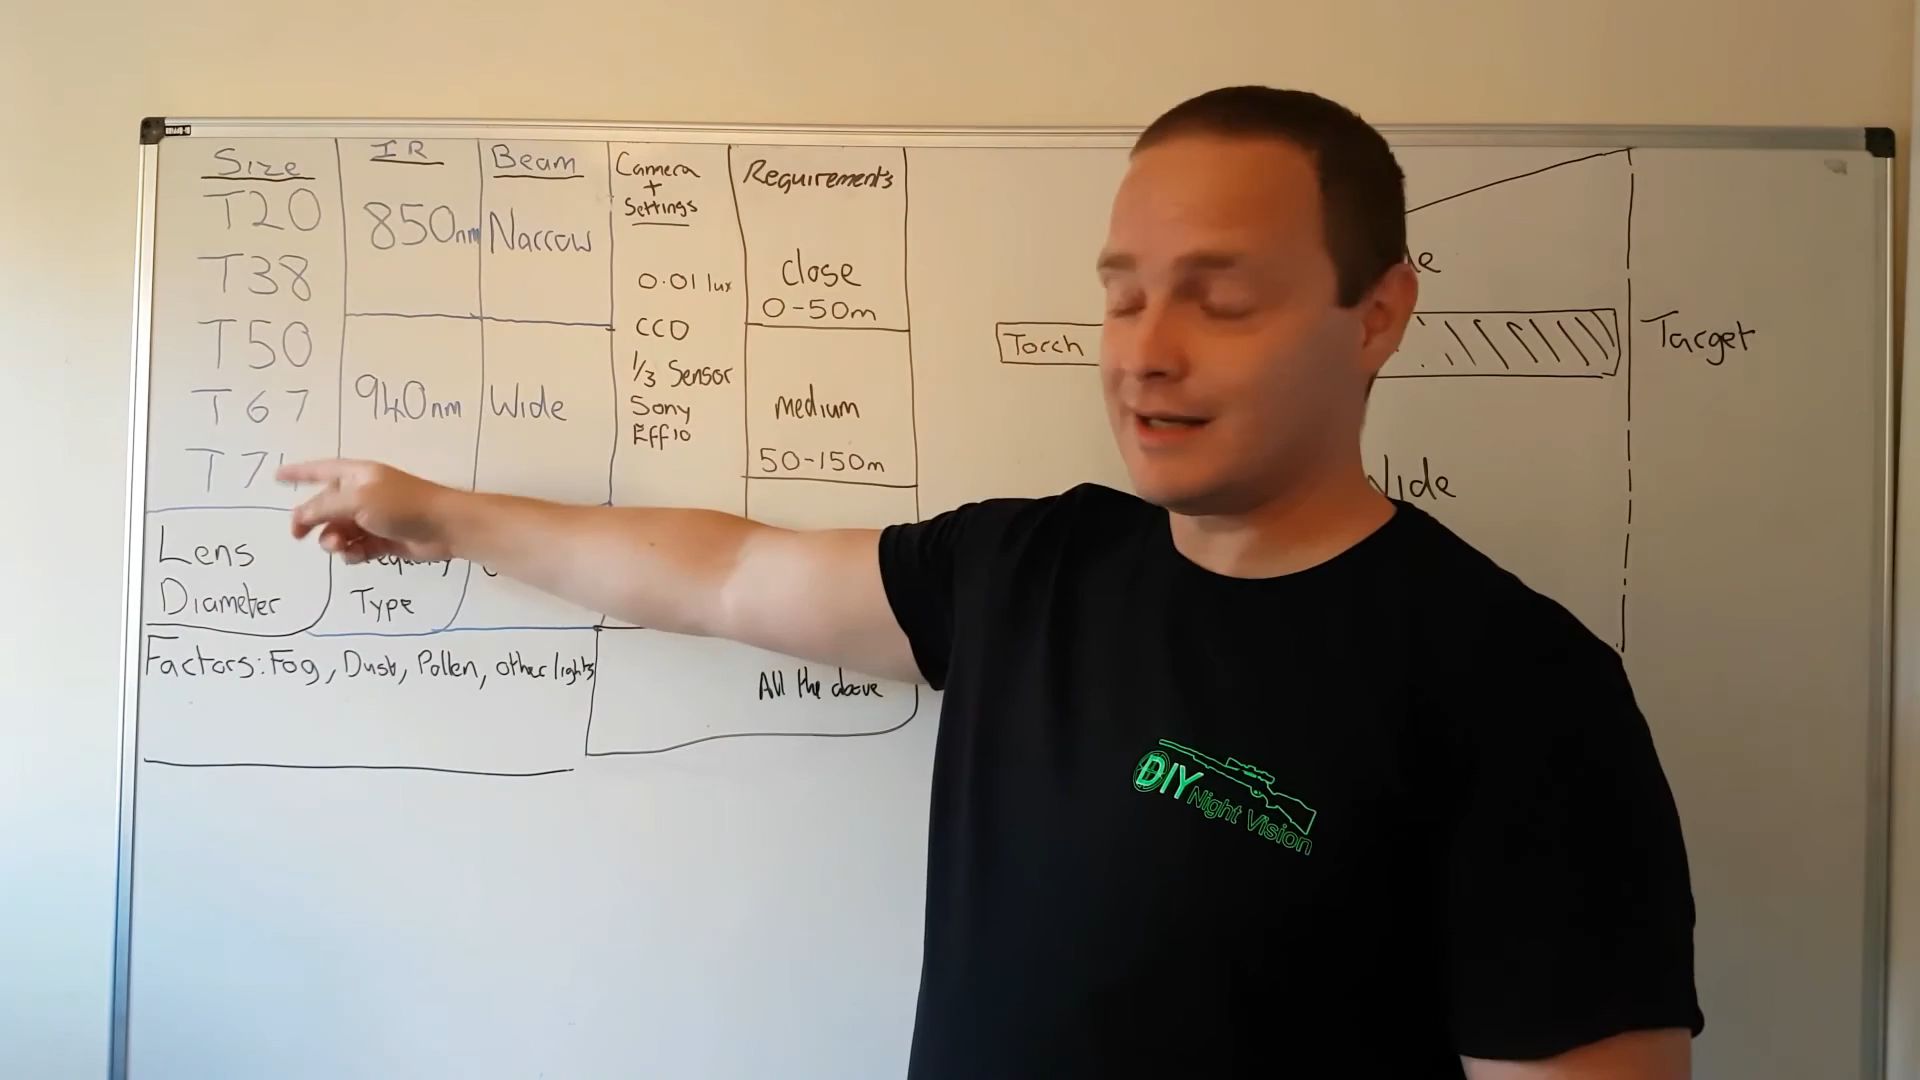 Size
T20
T38
T50
T67
T7
Lens
Diameter
IR
850nm
940nm
Type
Beam
Narrow
Wide
Camera
+
Settings
0.01 lux
CCD
1/3 Sensor
Sony
Eff10
Requirements
close
0-50m
medium
50-150m
All the above
Factors: Fog, Dust, Pollen, other lights
Torch
Target
Wide
DIY Night Vision